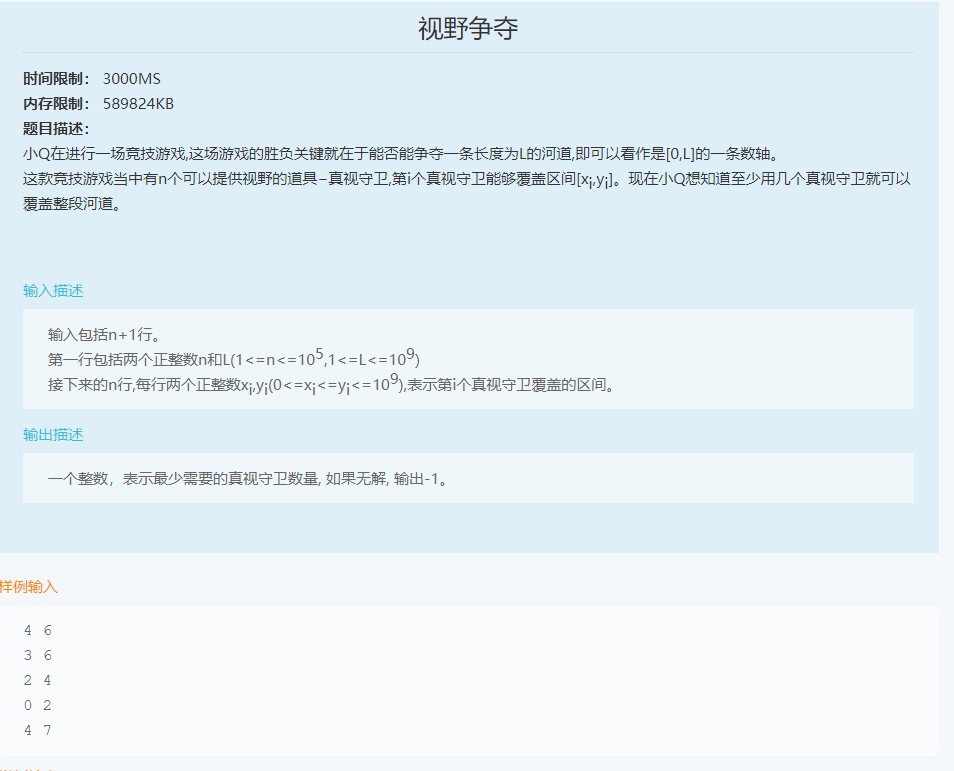 视野争夺
时间限制： 3000MS
内存限制： 589824KB
题目描述：
小Q在进行一场竞技游戏,这场游戏的胜负关键就在于能否能争夺一条长度为L的河道,即可以看作是[0,L]的一条数轴。
这款竞技游戏当中有n个可以提供视野的道具−真视守卫,第i个真视守卫能够覆盖区间[xi,yi]。现在小Q想知道至少用几个真视守卫就可以
覆盖整段河道。
输入描述
输入包括n+1行。
第一行包括两个正整数n和L(1<=n<=10^5,1<=L<=10^9)
接下来的n行,每行两个正整数xi,yi(0<=xi<=yi<=10^9),表示第i个真视守卫覆盖的区间。
输出描述
一个整数，表示最少需要的真视守卫数量, 如果无解, 输出-1。
样例输入
4 6
3 6
2 4
0 2
4 7